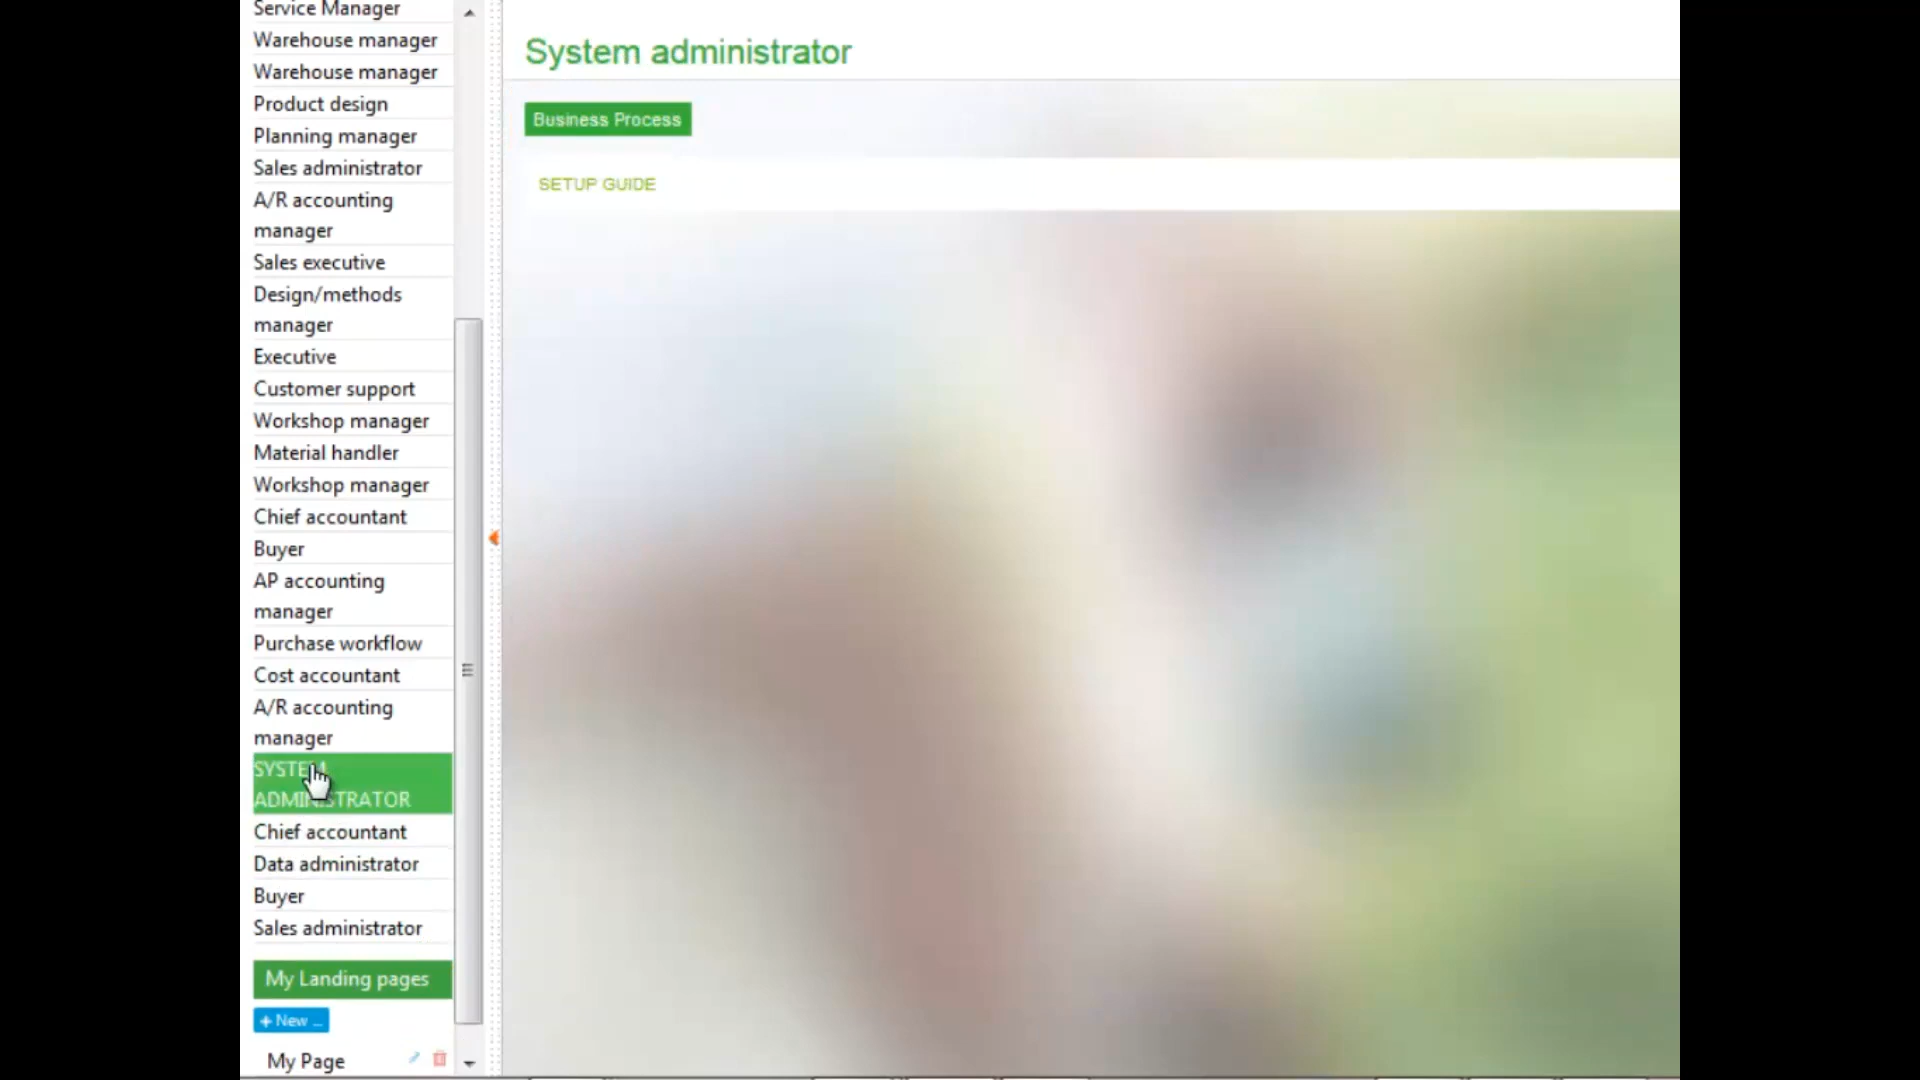 Service Manager
Warehouse manager
Warehouse manager
Product design
Planning manager
Sales administrator
A/R accounting
manager
Sales executive
Design/methods
manager
Executive
Customer support
Workshop manager
Material handler
Workshop manager
Chief accountant
Buyer
AP accounting
manager
Purchase workflow
Cost accountant
A/R accounting
manager
SYSTEM
ADMINISTRATOR
Chief accountant
Data administrator
Buyer
Sales administrator
My Landing pages
+ New ...
My Page
System administrator
Business Process
SETUP GUIDE